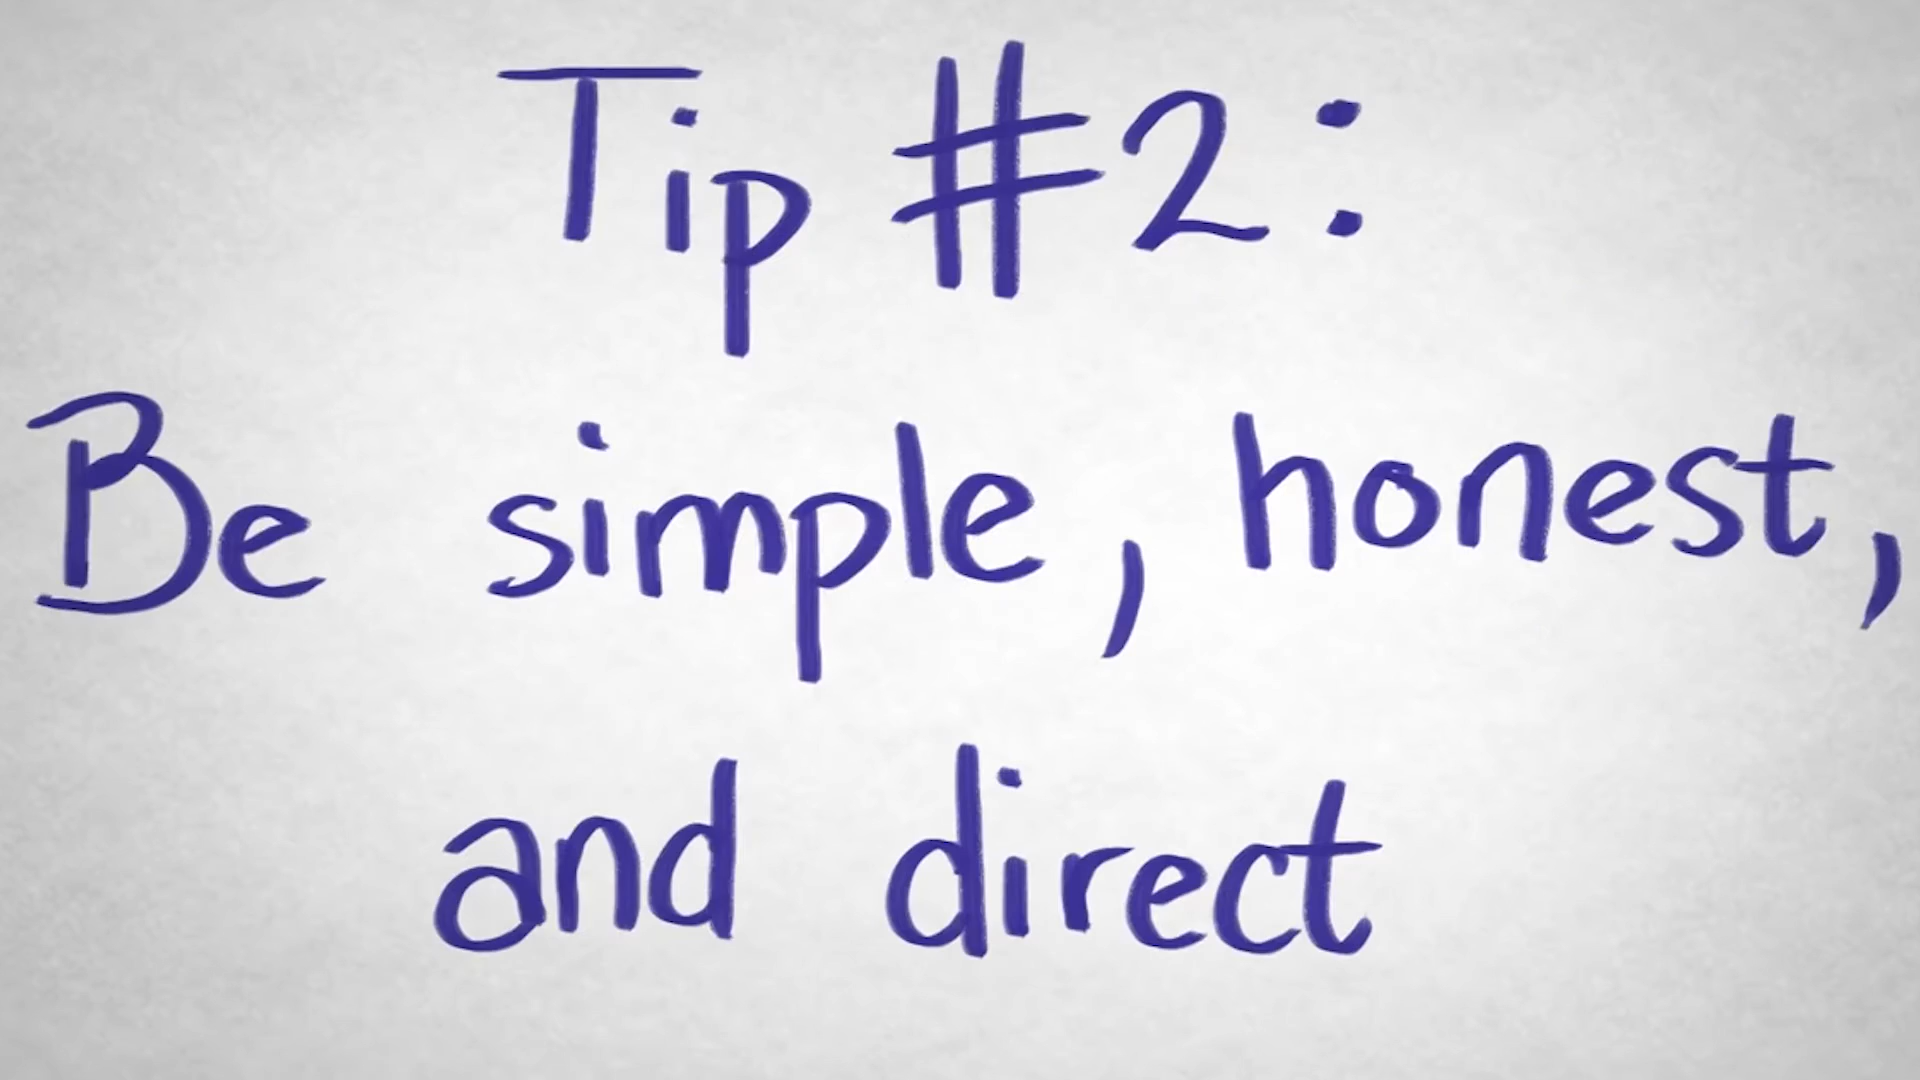 Tip #2:
Be simple, honest,
and direct